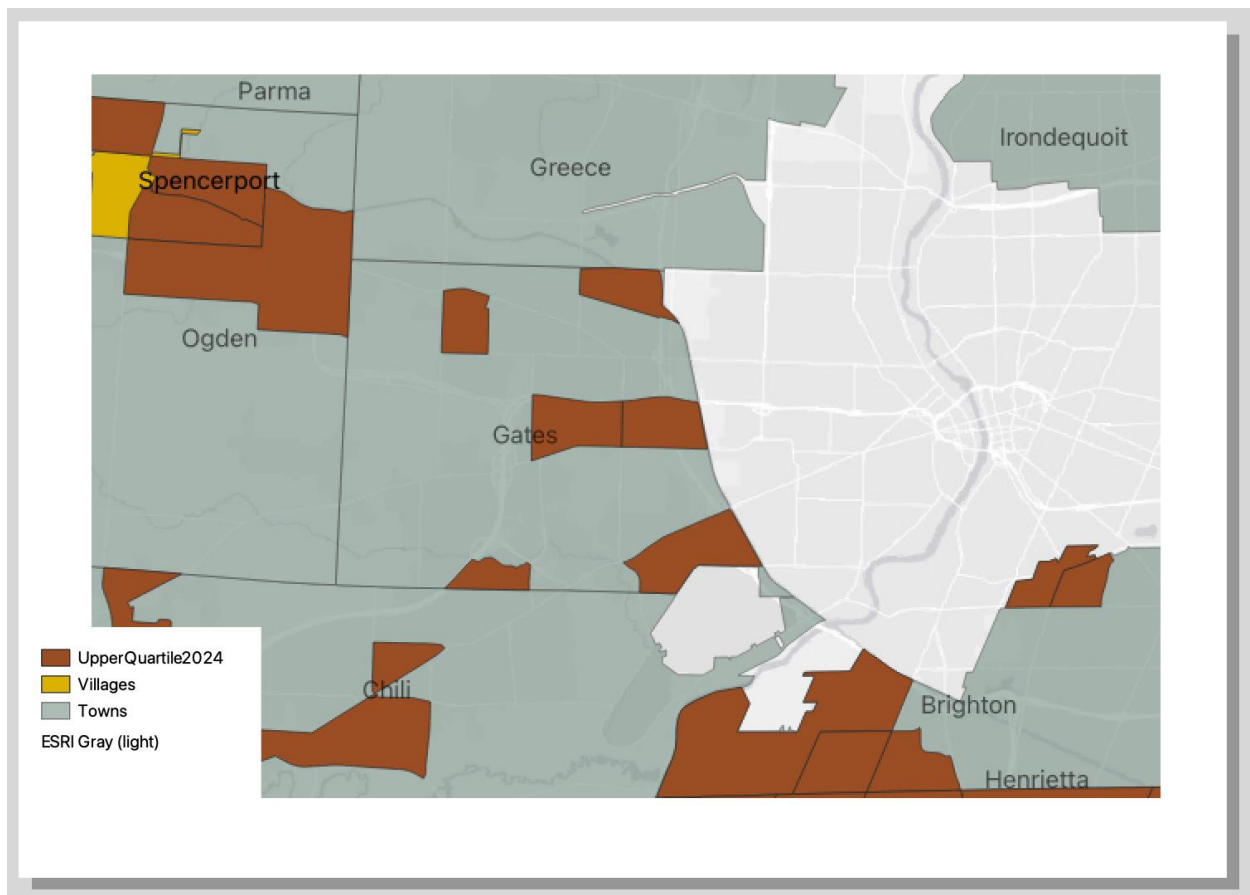 Parma
Irondequoit
Greece
Spencerport
Ogden
Gates
Chili
Brighton
Henrietta
UpperQuartile2024
Villages
Towns
ESRI Gray (light)